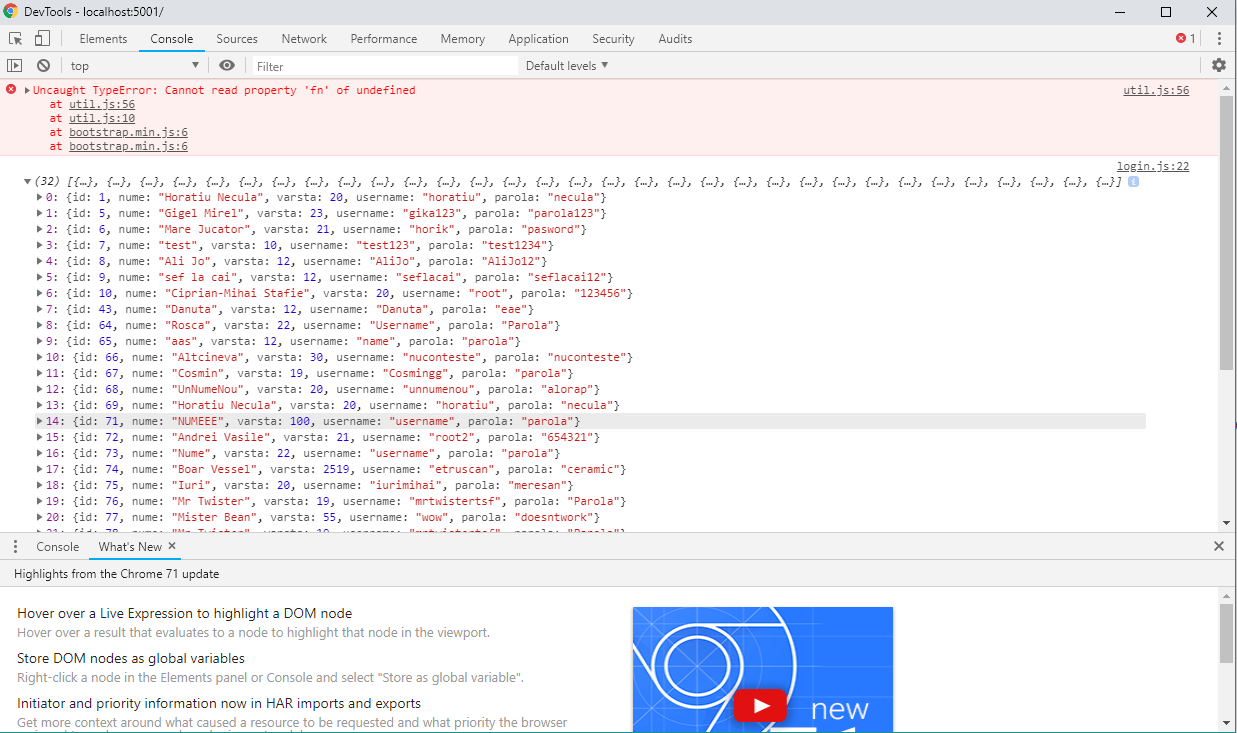 DevTools - localhost:5001/
Elements Console Sources Network Performance Memory Application Security Audits 1
top Filter Default levels
Uncaught TypeError: Cannot read property 'fn' of undefined util.js:56
at util.js:56
at util.js:10
at bootstrap.min.js:6
at bootstrap.min.js:6
login.js:22
(32) [{…}, {…}, {…}, {…}, {…}, {…}, {…}, {…}, {…}, {…}, {…}, {…}, {…}, {…}, {…}, {…}, {…}, {…}, {…}, {…}, {…}, {…}, {…}, {…}, {…}, {…}, {…}, {…}, {…}, {…}, {…}, {…}]
0: {id: 1, nume: "Horatiu Necula", varsta: 20, username: "horatiu", parola: "necula"}
1: {id: 5, nume: "Gigel Mirel", varsta: 23, username: "gika123", parola: "parola123"}
2: {id: 6, nume: "Mare Jucator", varsta: 21, username: "horik", parola: "pasword"}
3: {id: 7, nume: "test", varsta: 10, username: "test123", parola: "test1234"}
4: {id: 8, nume: "Ali Jo", varsta: 12, username: "AliJo", parola: "AliJo12"}
5: {id: 9, nume: "sef la cai", varsta: 12, username: "seflacai", parola: "seflacai12"}
6: {id: 10, nume: "Ciprian-Mihai Stafie", varsta: 20, username: "root", parola: "123456"}
7: {id: 43, nume: "Danuta", varsta: 12, username: "Danuta", parola: "eae"}
8: {id: 64, nume: "Rosca", varsta: 22, username: "Username", parola: "Parola"}
9: {id: 65, nume: "aas", varsta: 12, username: "name", parola: "parola"}
10: {id: 66, nume: "Altcineva", varsta: 30, username: "nuconteste", parola: "nuconteste"}
11: {id: 67, nume: "Cosmin", varsta: 19, username: "Cosmingg", parola: "parola"}
12: {id: 68, nume: "UnNumeNou", varsta: 20, username: "unnumenou", parola: "alorap"}
13: {id: 69, nume: "Horatiu Necula", varsta: 20, username: "horatiu", parola: "necula"}
14: {id: 71, nume: "NUMEEE", varsta: 100, username: "username", parola: "parola"}
15: {id: 72, nume: "Andrei Vasile", varsta: 21, username: "root2", parola: "654321"}
16: {id: 73, nume: "Nume", varsta: 22, username: "username", parola: "parola"}
17: {id: 74, nume: "Boar Vessel", varsta: 2519, username: "etruscan", parola: "ceramic"}
18: {id: 75, nume: "Iuri", varsta: 20, username: "iurimihai", parola: "meresan"}
19: {id: 76, nume: "Mr Twister", varsta: 19, username: "mrtwistertsf", parola: "Parola"}
20: {id: 77, nume: "Mister Bean", varsta: 55, username: "wow", parola: "doesntwork"}
Console What's New
Highlights from the Chrome 71 update
Hover over a Live Expression to highlight a DOM node
Hover over a result that evaluates to a node to highlight that node in the viewport.
Store DOM nodes as global variables
Right-click a node in the Elements panel or Console and select "Store as global variable".
Initiator and priority information now in HAR imports and exports
Get more context around what caused a resource to be requested and what priority the browser
new